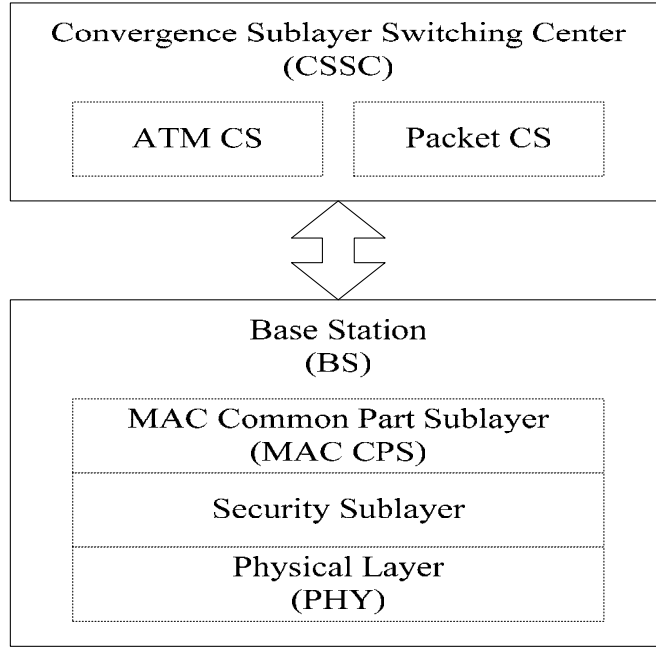 Convergence Sublayer Switching Center
(CSSC)
ATM CS
Packet CS
Base Station
(BS)
MAC Common Part Sublayer
(MAC CPS)
Security Sublayer
Physical Layer
(PHY)